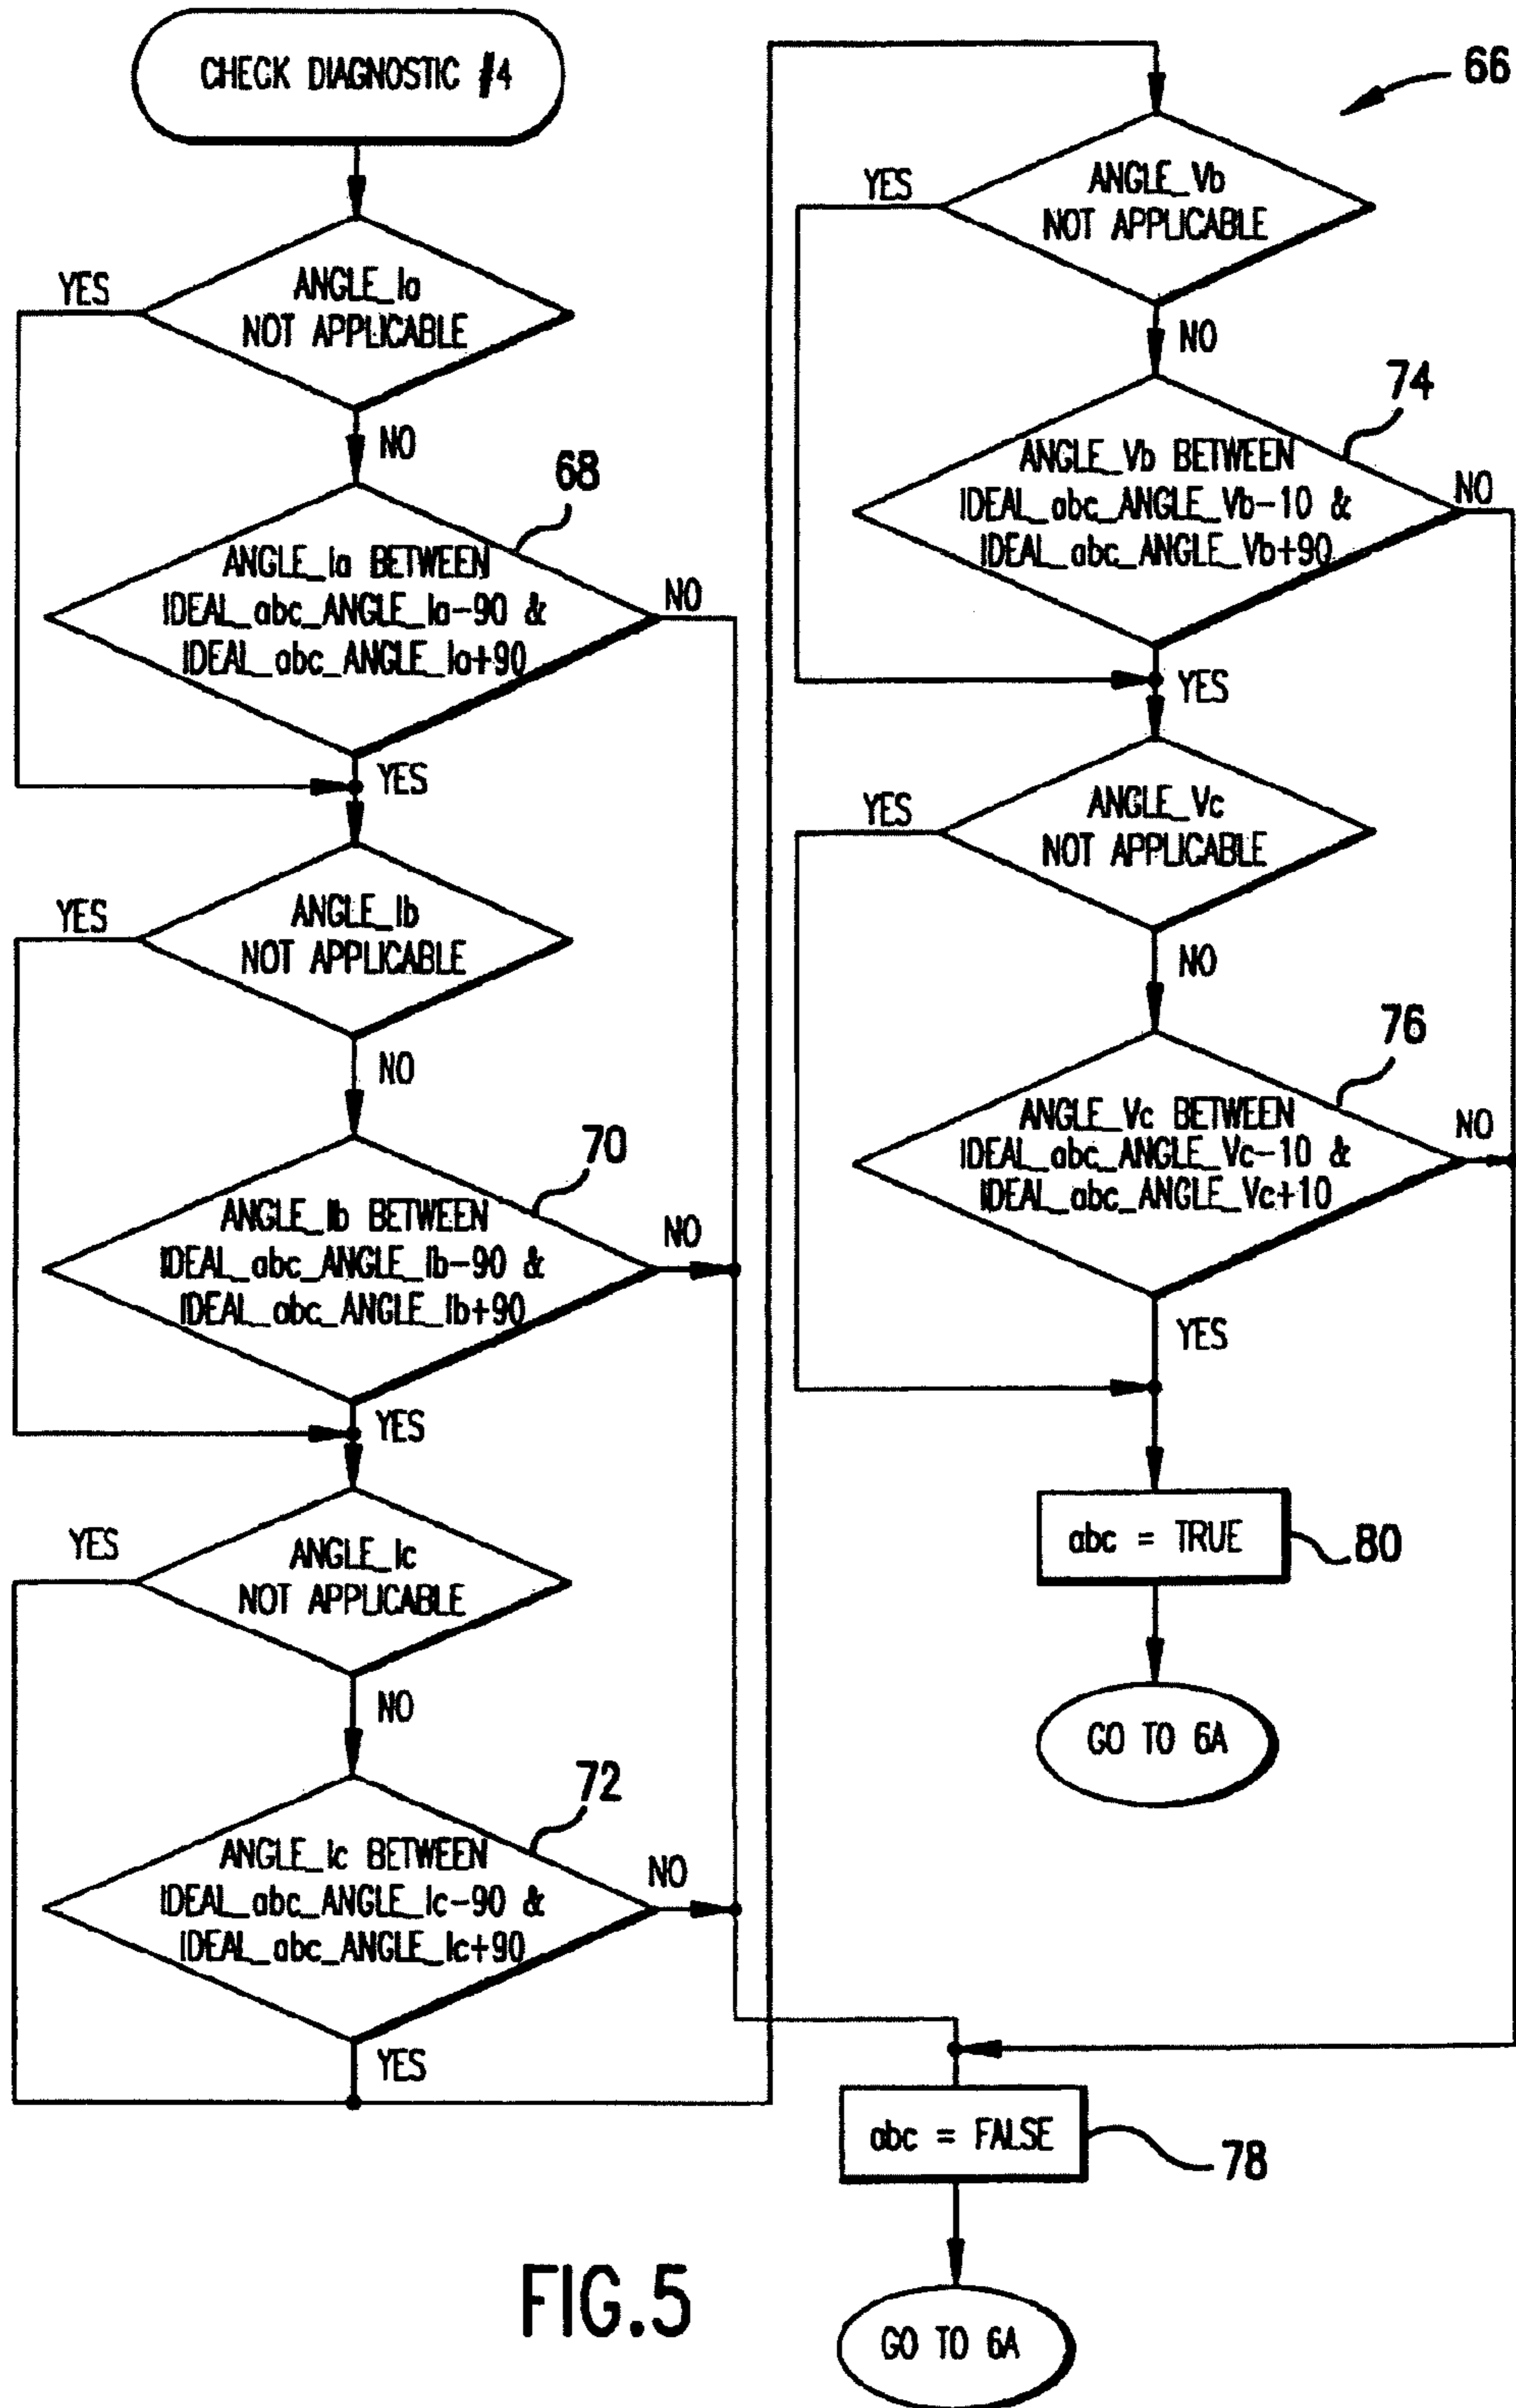 CHECK DIAGNOSTIC #4
YES
ANGLE_Ia
NOT APPLICABLE
NO
68
ANGLE_Ia BETWEEN
IDEAL_abc_ANGLE_Ia-90 &
IDEAL_abc_ANGLE_Ia+90
NO
YES
YES
ANGLE_Ib
NOT APPLICABLE
NO
70
ANGLE_Ib BETWEEN
IDEAL_abc_ANGLE_Ib-90 &
IDEAL_abc_ANGLE_Ib+90
NO
YES
YES
ANGLE_Ic
NOT APPLICABLE
NO
72
ANGLE_Ic BETWEEN
IDEAL_abc_ANGLE_Ic-90 &
IDEAL_abc_ANGLE_Ic+90
NO
YES
66
YES
ANGLE_Vb
NOT APPLICABLE
NO
74
ANGLE_Vb BETWEEN
IDEAL_abc_ANGLE_Vb-10 &
IDEAL_abc_ANGLE_Vb+90
NO
YES
YES
ANGLE_Vc
NOT APPLICABLE
NO
76
ANGLE_Vc BETWEEN
IDEAL_abc_ANGLE_Vc-10 &
IDEAL_abc_ANGLE_Vc+10
NO
YES
abc = TRUE
80
GO TO 6A
abc = FALSE
78
GO TO 6A
FIG.5